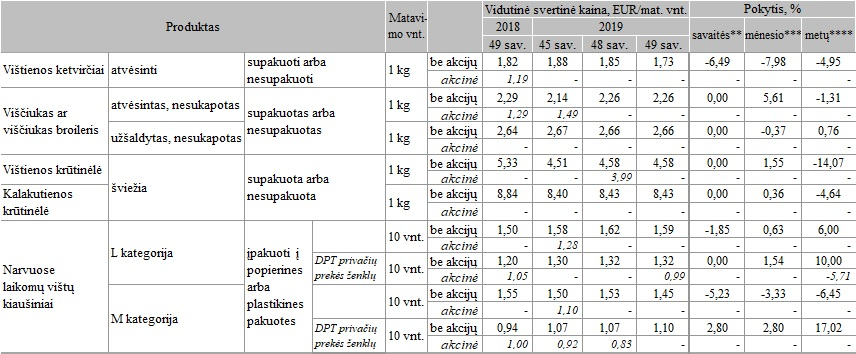 Produktas Matavimo vnt. Vidutinė svertinė kaina, EUR/mat. vnt. Pokytis, %
2018 2019 savaitės** mėnesio*** metų****
49 sav. 45 sav. 48 sav. 49 sav.
Vištienos ketvirčiai atvėsinti supakuoti arba nesupakuoti 1 kg be akcijų 1,82 1,88 1,85 1,73 -6,49 -7,98 -4,95
akcinė 1,19 - - - - - -
Viščiukas ar viščiukas broileris atvėsintas, nesukapotas supakuotas arba nesupakuotas 1 kg be akcijų 2,29 2,14 2,26 2,26 0,00 5,61 -1,31
akcinė 1,29 1,49 - - - - -
užšaldytas, nesukapotas 1 kg be akcijų 2,64 2,67 2,66 2,66 0,00 -0,37 0,76
akcinė - - - - - - -
Vištienos krūtinėlė šviežia supakuota arba nesupakuota 1 kg be akcijų 5,33 4,51 4,58 4,58 0,00 1,55 -14,07
akcinė - - 3,99 - - - -
Kalakutienos krūtinėlė 1 kg be akcijų 8,84 8,40 8,43 8,43 0,00 0,36 -4,64
akcinė - - - - - - -
Narvuose laikomų vištų kiaušiniai L kategorija įpakuoti į popierines arba plastikines pakuotes 10 vnt. be akcijų 1,50 1,58 1,62 1,59 -1,85 0,63 6,00
akcinė - 1,28 - - - - -
DPT privačių prekės ženklų 10 vnt. be akcijų 1,20 1,30 1,32 1,32 0,00 1,54 10,00
akcinė 1,05 - - 0,99 - - -5,71
M kategorija 10 vnt. be akcijų 1,55 1,50 1,53 1,45 -5,23 -3,33 -6,45
akcinė - 1,10 - - - - -
DPT privačių prekės ženklų 10 vnt. be akcijų 0,94 1,07 1,07 1,10 2,80 2,80 17,02
akcinė 1,00 0,92 0,83 - - - -